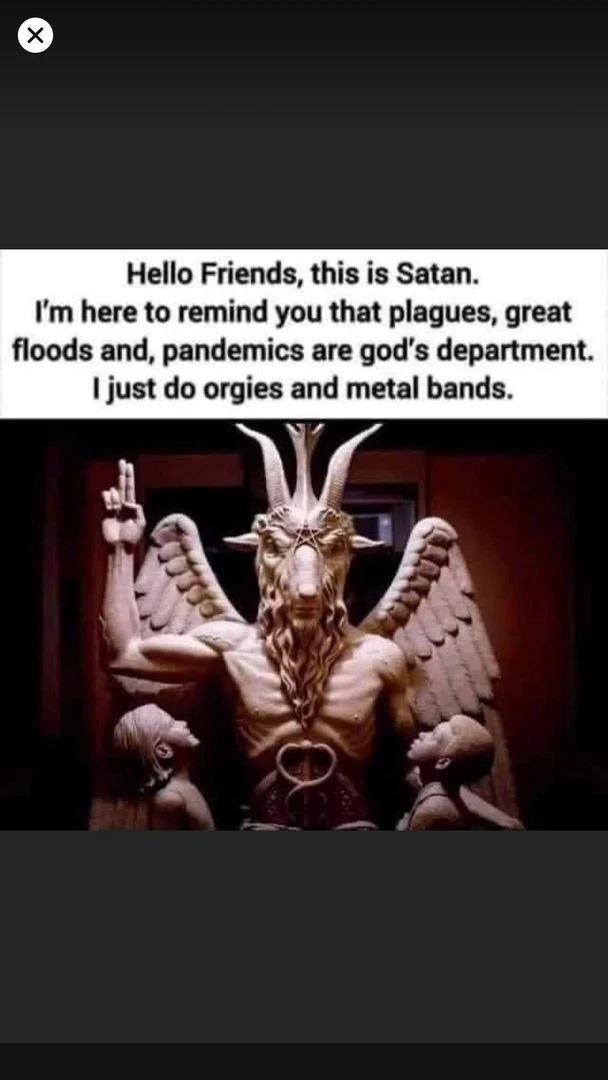 Hello Friends, this is Satan.
I'm here to remind you that plagues, great
floods and, pandemics are god's department.
I just do orgies and metal bands.